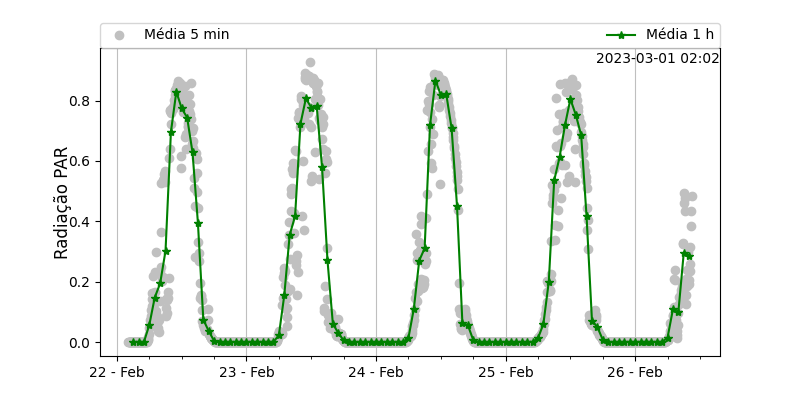 Média 5 min
Média 1 h
2023-03-01 02:02
Radiação PAR
0.8
0.6
0.4
0.2
0.0
22 - Feb
23 - Feb
24 - Feb
25 - Feb
26 - Feb